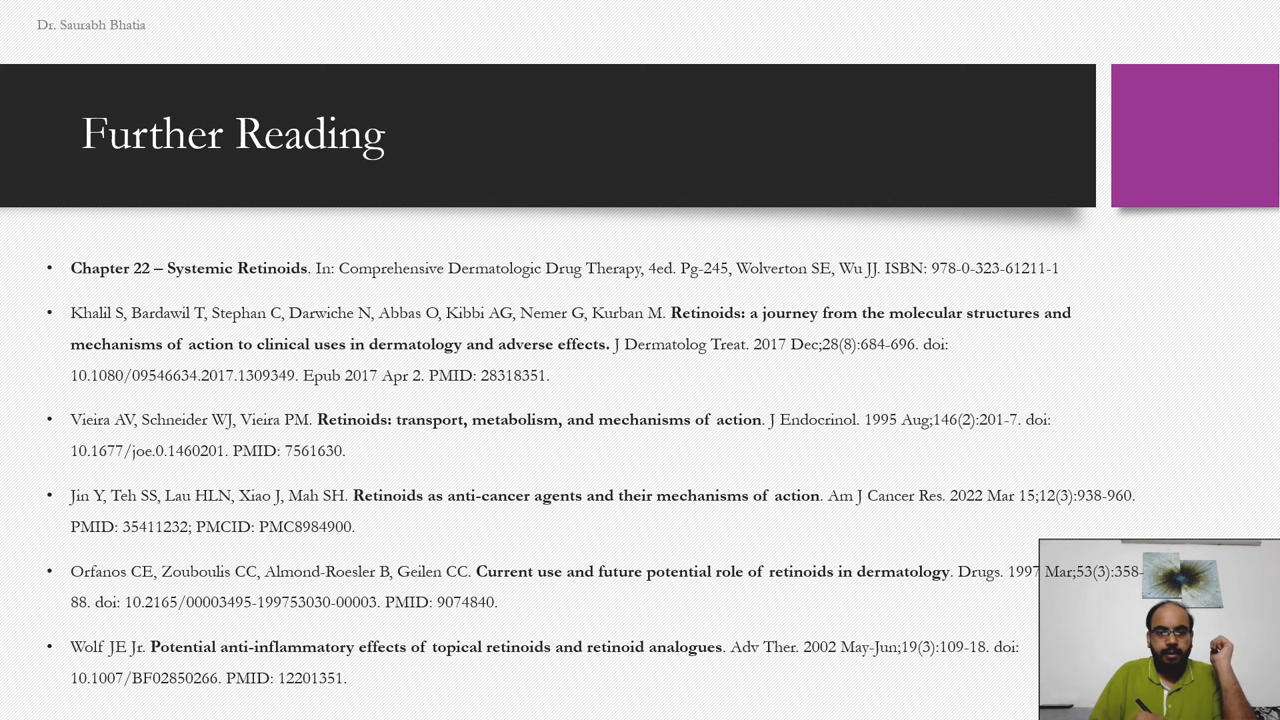 Dr. Saurabh Bhatia
Further Reading
• Chapter 22 – Systemic Retinoids. In: Comprehensive Dermatologic Drug Therapy, 4ed. Pg-245, Wolverton SE, Wu JJ. ISBN: 978-0-323-61211-1
• Khalil S, Bardawil T, Stephan C, Darwiche N, Abbas O, Kibbi AG, Nemer G, Kurban M. Retinoids: a journey from the molecular structures and
mechanisms of action to clinical uses in dermatology and adverse effects. J Dermatolog Treat. 2017 Dec;28(8):684-696. doi:
10.1080/09546634.2017.1309349. Epub 2017 Apr 2. PMID: 28318351.
• Vieira AV, Schneider WJ, Vieira PM. Retinoids: transport, metabolism, and mechanisms of action. J Endocrinol. 1995 Aug;146(2):201-7. doi:
10.1677/joe.0.1460201. PMID: 7561630.
• Jin Y, Teh SS, Lau HLN, Xiao J, Mah SH. Retinoids as anti-cancer agents and their mechanisms of action. Am J Cancer Res. 2022 Mar 15;12(3):938-960.
PMID: 35411232; PMCID: PMC8984900.
• Orfanos CE, Zouboulis CC, Almond-Roesler B, Geilen CC. Current use and future potential role of retinoids in dermatology. Drugs. 1997 Mar;53(3):358-
88. doi: 10.2165/00003495-199753030-00003. PMID: 9074840.
• Wolf JE Jr. Potential anti-inflammatory effects of topical retinoids and retinoid analogues. Adv Ther. 2002 May-Jun;19(3):109-18. doi:
10.1007/BF02850266. PMID: 12201351.